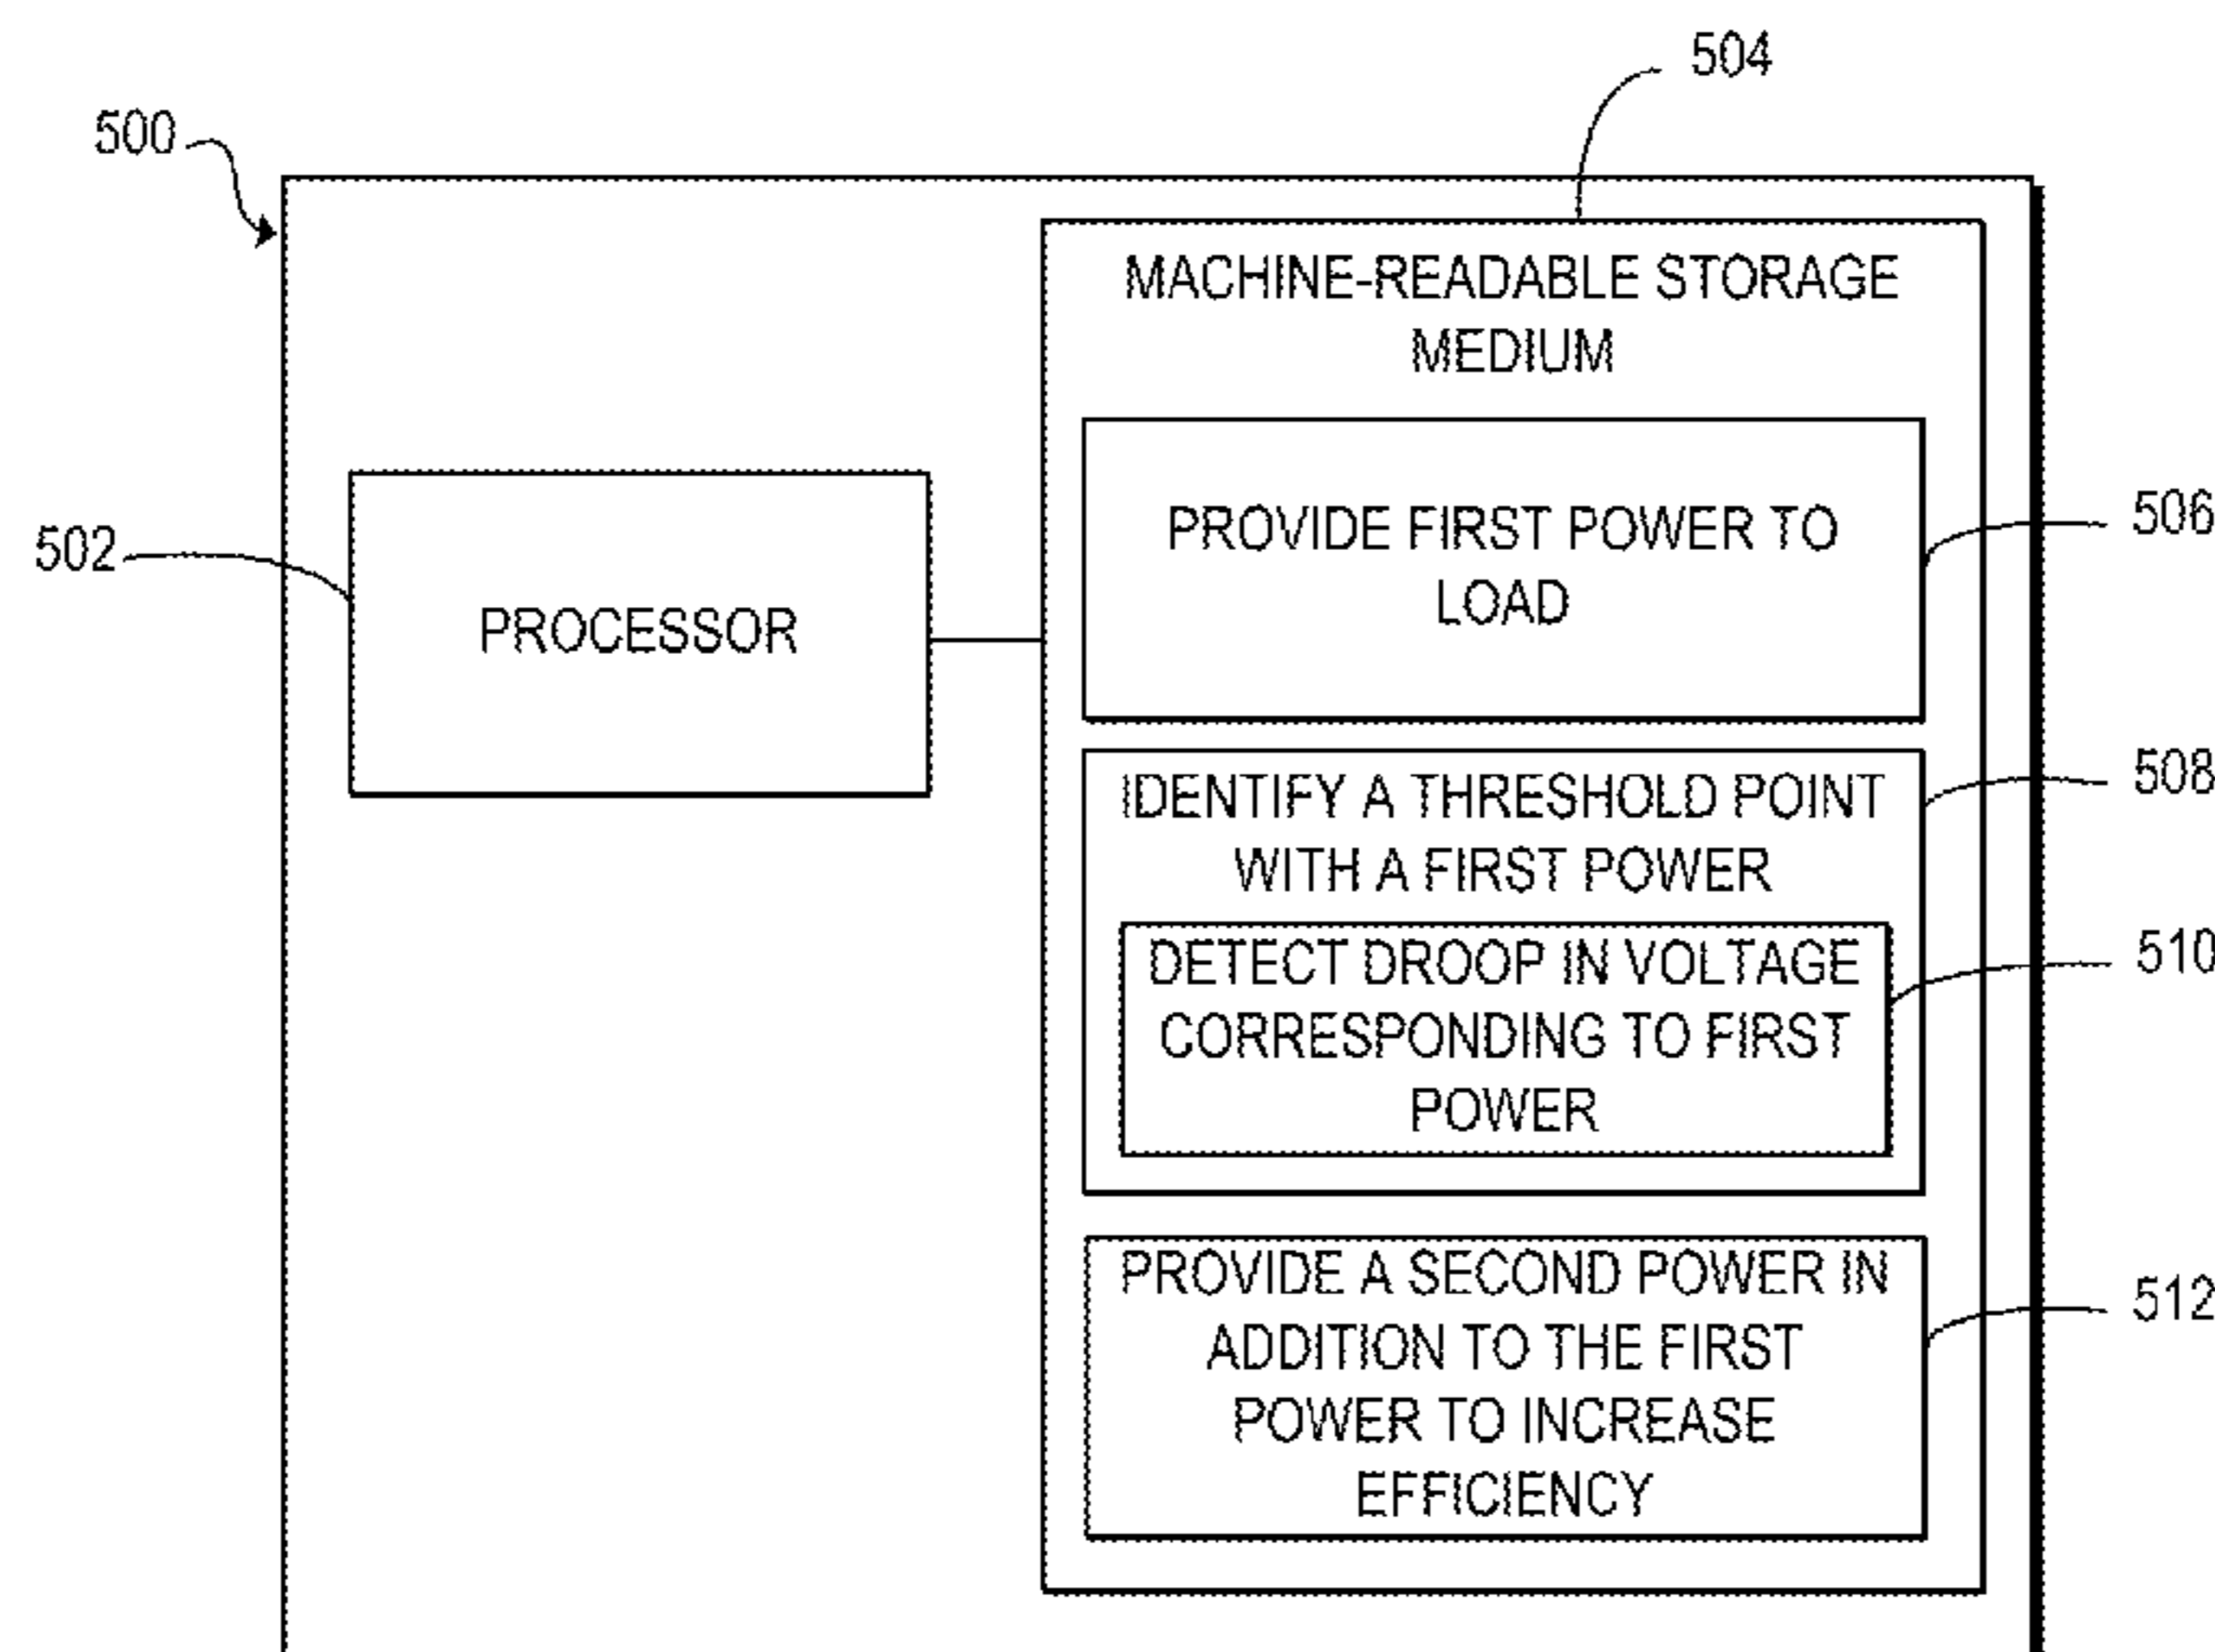 504
500
MACHINE-READABLE STORAGE
MEDIUM
506
PROVIDE FIRST POWER TO
LOAD
502
PROCESSOR
508
IDENTIFY A THRESHOLD POINT
WITH A FIRST POWER
510
DETECT DROOP IN VOLTAGE
CORRESPONDING TO FIRST
POWER
512
PROVIDE A SECOND POWER IN
ADDITION TO THE FIRST
POWER TO INCREASE
EFFICIENCY